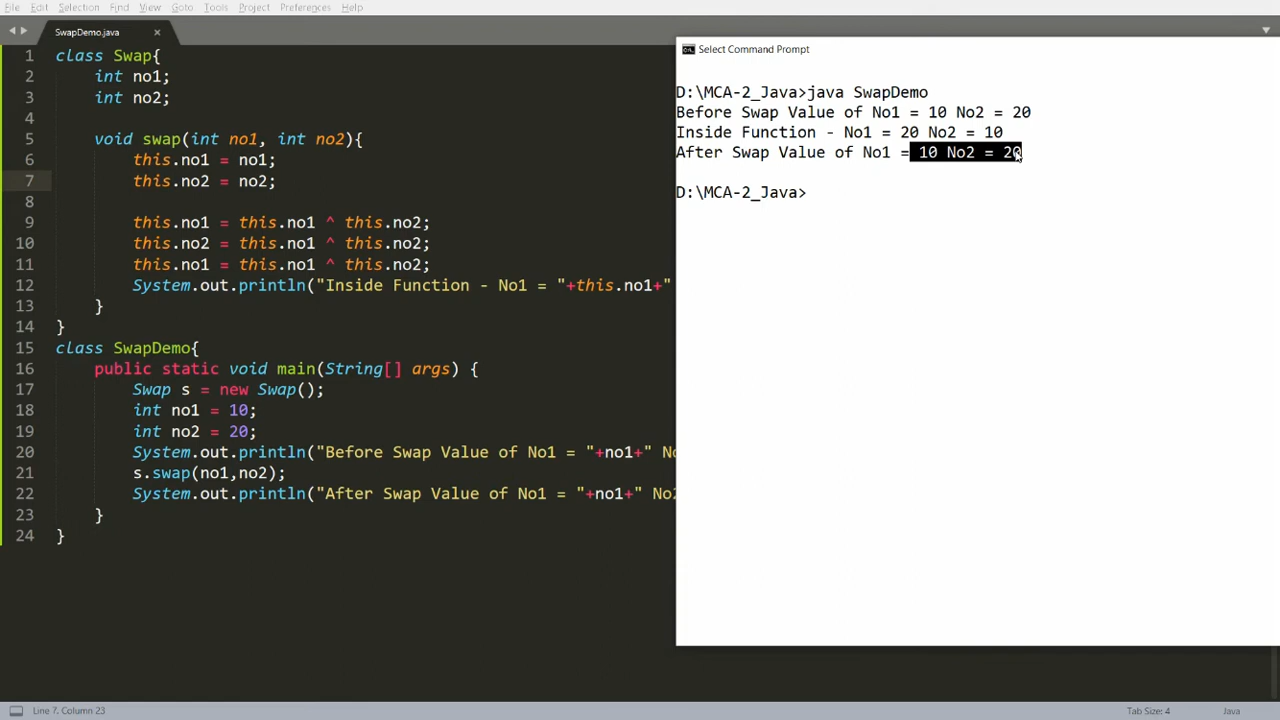 File Edit Selection Find View Goto Tools Project Preferences Help
SwapDemo.java ×
1 class Swap{
2 int no1;
3 int no2;
4
5 void swap(int no1, int no2){
6 this.no1 = no1;
7 this.no2 = no2;
8
9 this.no1 = this.no1 ^ this.no2;
10 this.no2 = this.no1 ^ this.no2;
11 this.no1 = this.no1 ^ this.no2;
12 System.out.println("Inside Function - No1 = "+this.no1+"
13 }
14 }
15 class SwapDemo{
16 public static void main(String[] args) {
17 Swap s = new Swap();
18 int no1 = 10;
19 int no2 = 20;
20 System.out.println("Before Swap Value of No1 = "+no1+" No
21 s.swap(no1,no2);
22 System.out.println("After Swap Value of No1 = "+no1+" No2
23 }
24 }
Select Command Prompt
D:\MCA-2_Java>java SwapDemo
Before Swap Value of No1 = 10 No2 = 20
Inside Function - No1 = 20 No2 = 10
After Swap Value of No1 = 10 No2 = 20
D:\MCA-2_Java>
Line 7, Column 23
Tab Size: 4
Java